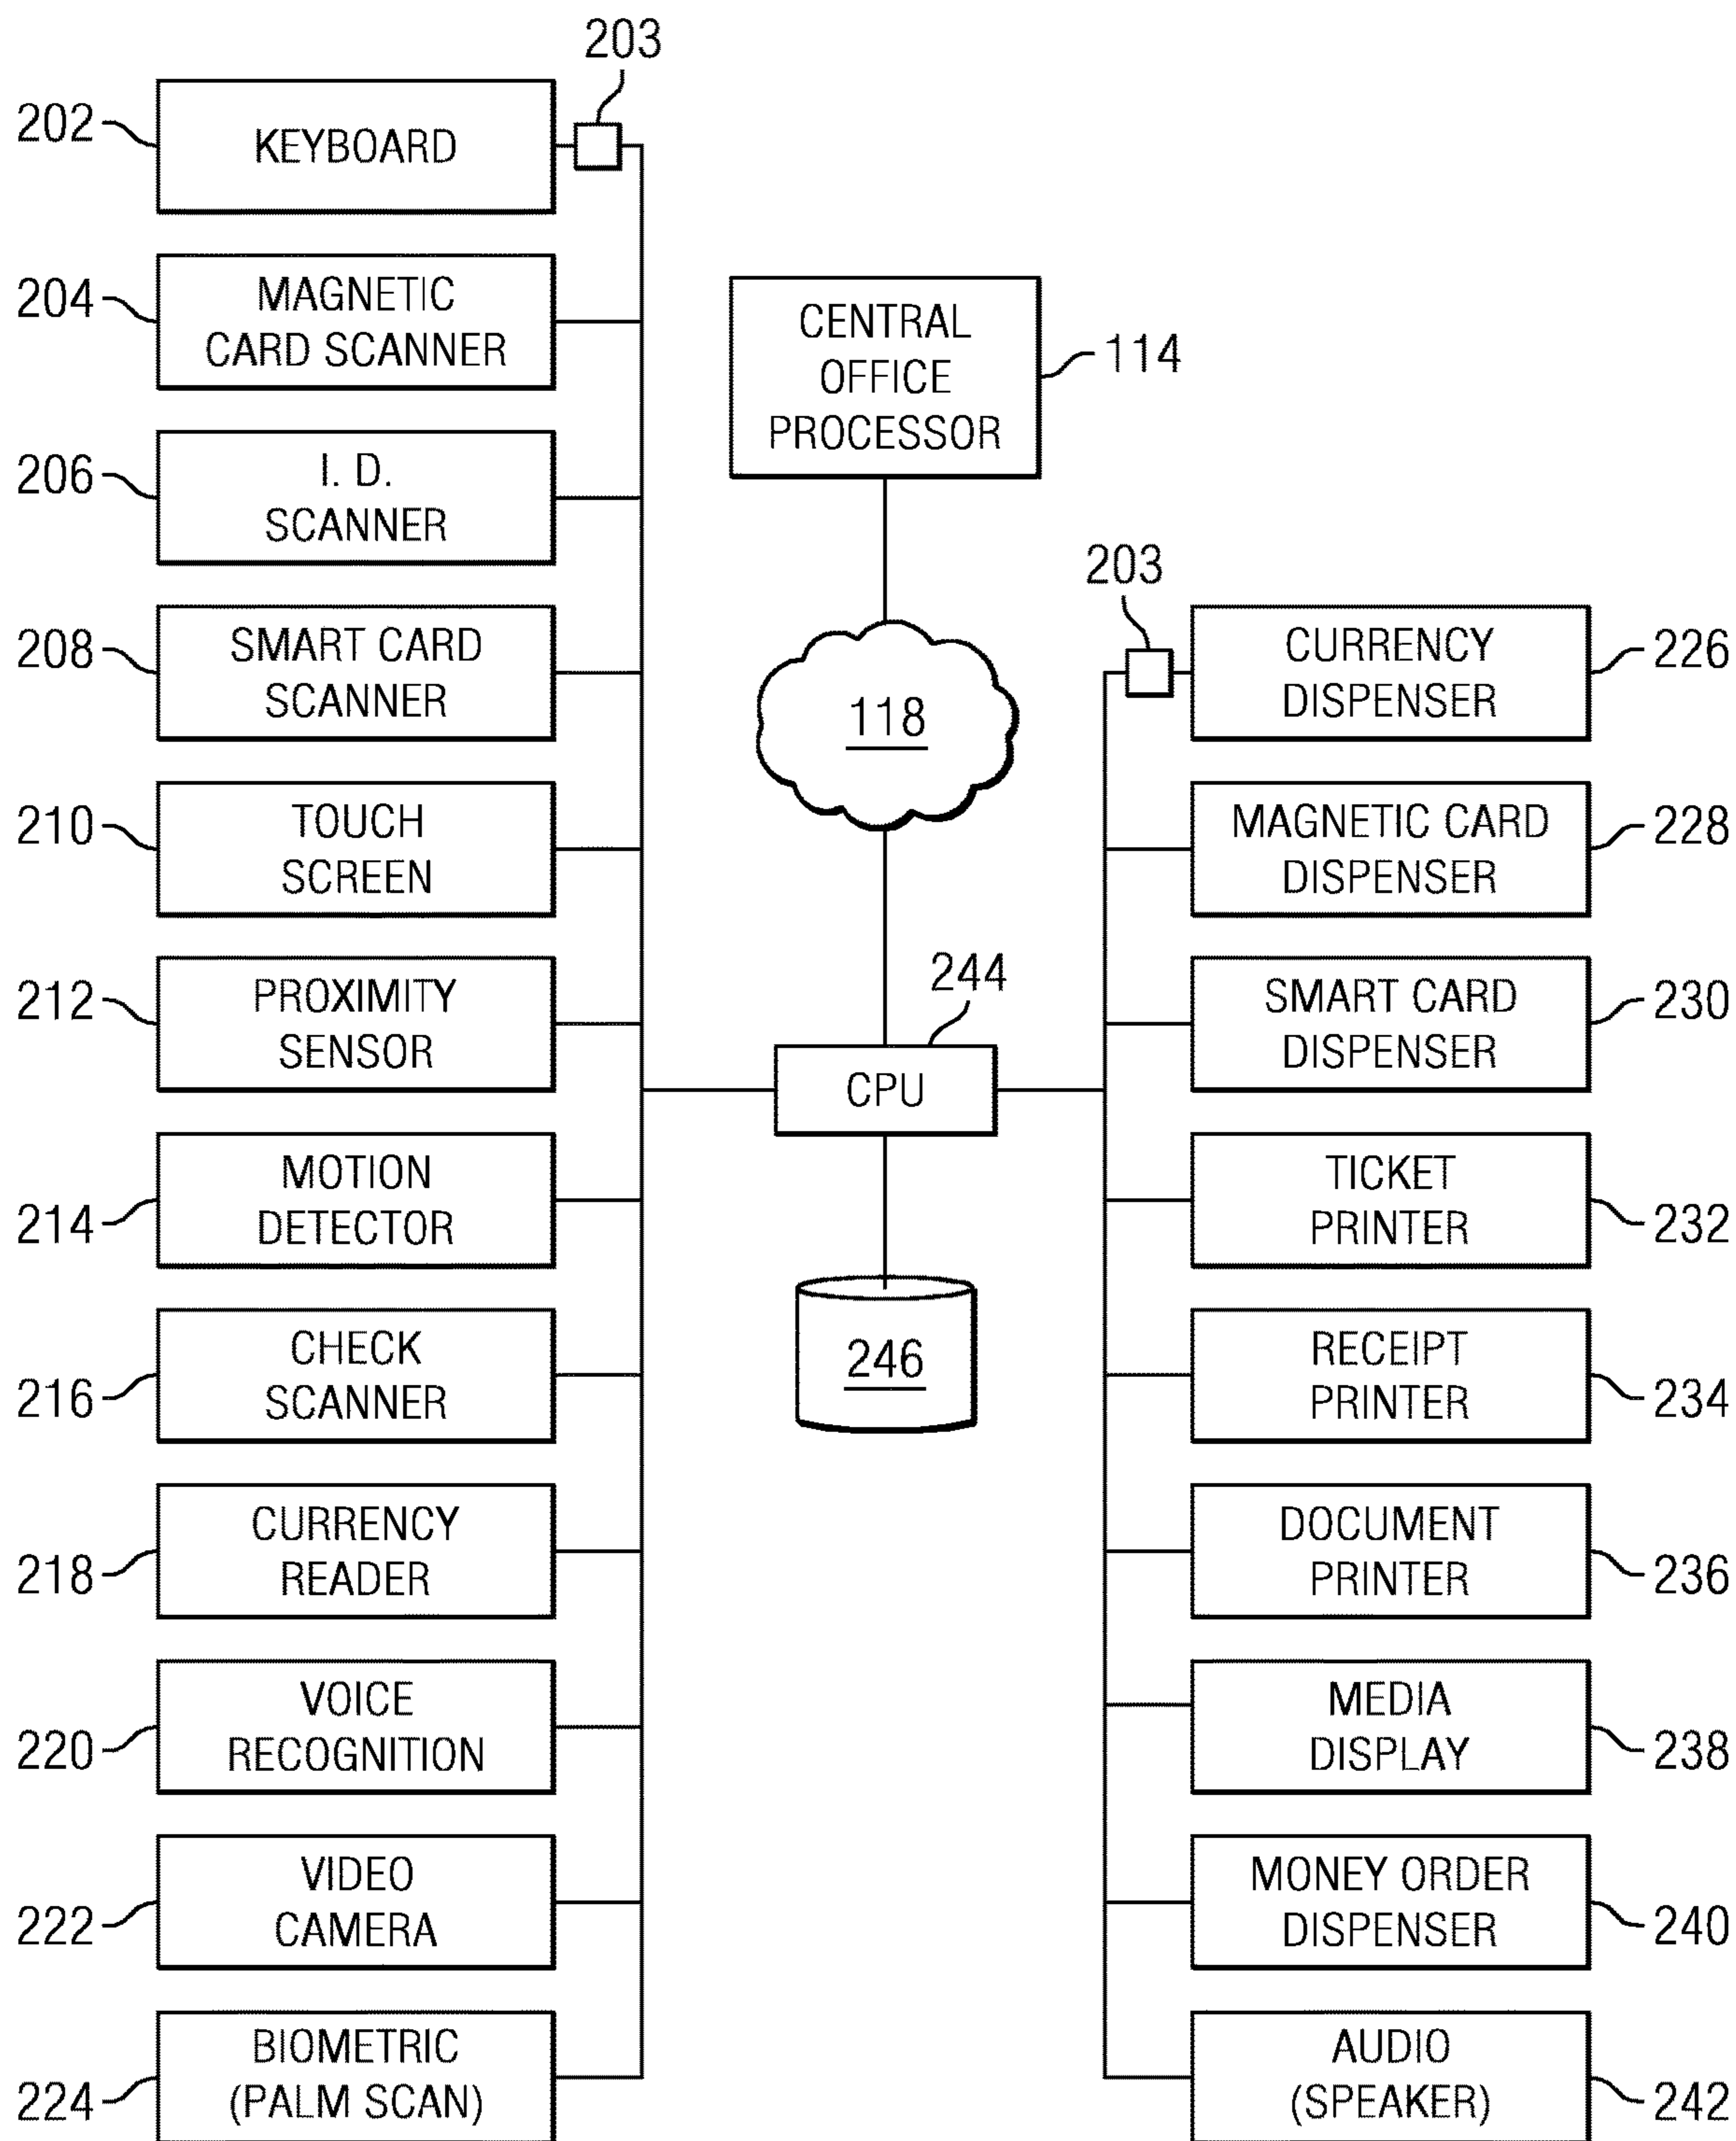 203
202
KEYBOARD
204
MAGNETIC
CARD SCANNER
206
I. D.
SCANNER
208
SMART CARD
SCANNER
210
TOUCH
SCREEN
212
PROXIMITY
SENSOR
214
MOTION
DETECTOR
216
CHECK
SCANNER
218
CURRENCY
READER
220
VOICE
RECOGNITION
222
VIDEO
CAMERA
224
BIOMETRIC
(PALM SCAN)
CENTRAL
OFFICE
PROCESSOR
114
118
244
CPU
246
203
CURRENCY
DISPENSER
226
MAGNETIC CARD
DISPENSER
228
SMART CARD
DISPENSER
230
TICKET
PRINTER
232
RECEIPT
PRINTER
234
DOCUMENT
PRINTER
236
MEDIA
DISPLAY
238
MONEY ORDER
DISPENSER
240
AUDIO
(SPEAKER)
242